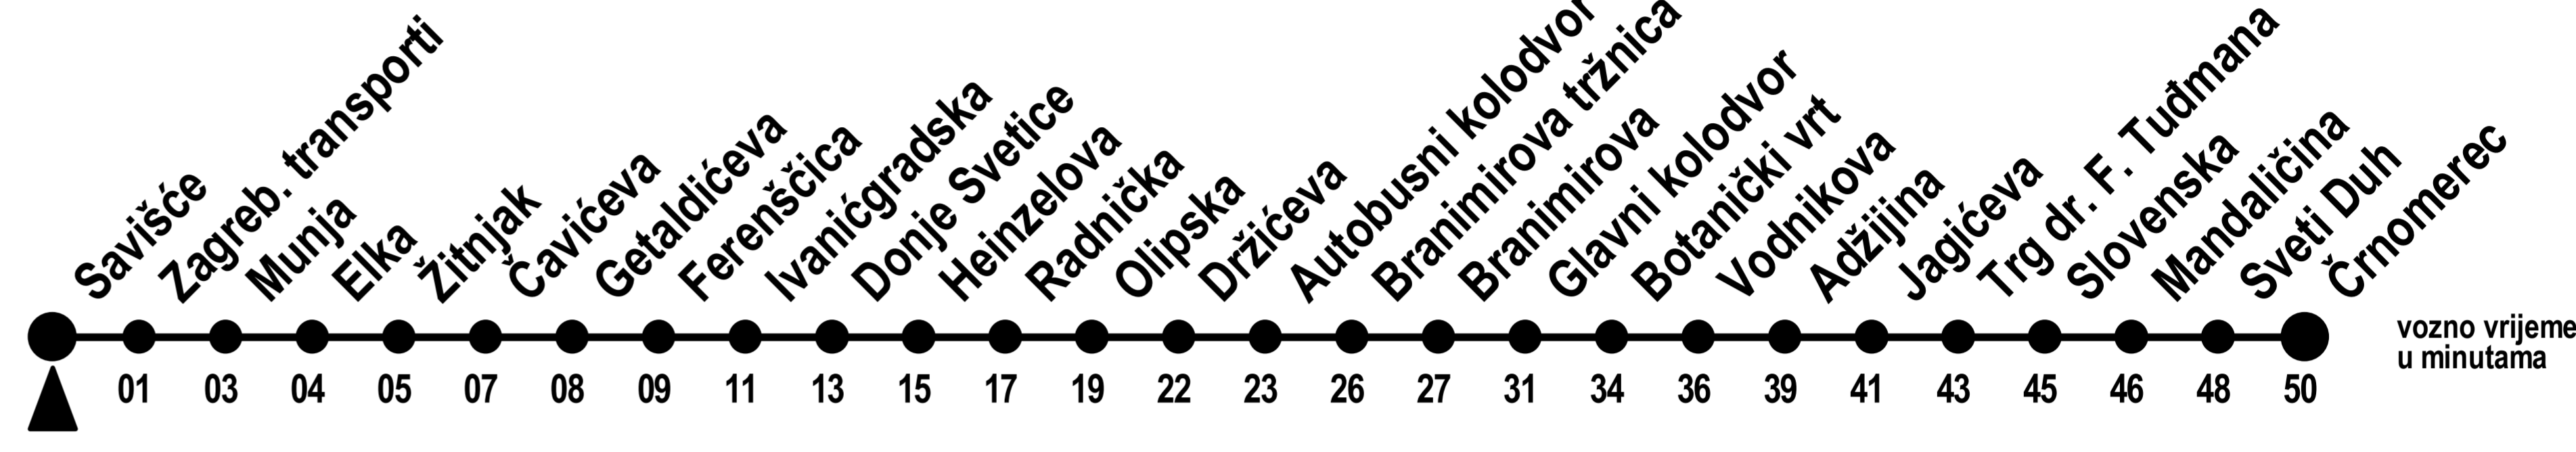 Savišće
Zagreb. transporti
Munja
Elka
Žitnjak
Čavićeva
Getaldićeva
Ferenščica
Ivanićgradska
Donje Svetice
Heinzelova
Radnička
Olipska
Držićeva
Autobusni kolodvor
Branimirova tržnica
Branimirova
Glavni kolodvor
Botanički vrt
Vodnikova
Adžijina
Jagićeva
Trg dr. F. Tuđmana
Slovenska
Mandaličina
Sveti Duh
Črnomerec
01 03 04 05 07 08 09 11 13 15 17 19 22 23 26 27 31 34 36 39 41 43 45 46 48 50
vozno vrijeme
u minutama